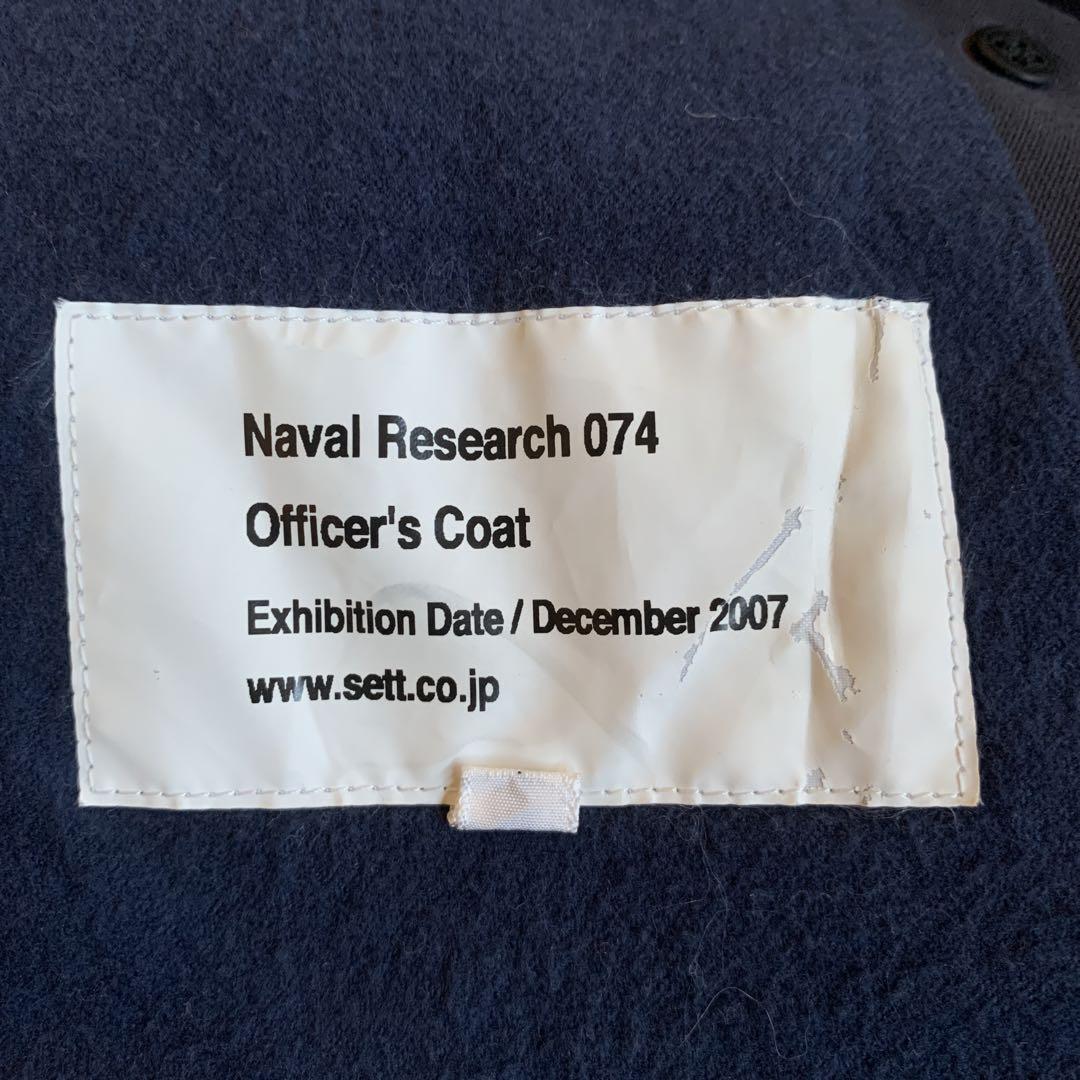 Naval Research 074
Officer's Coat
Exhibition Date / December 2007
www.sett.co.jp